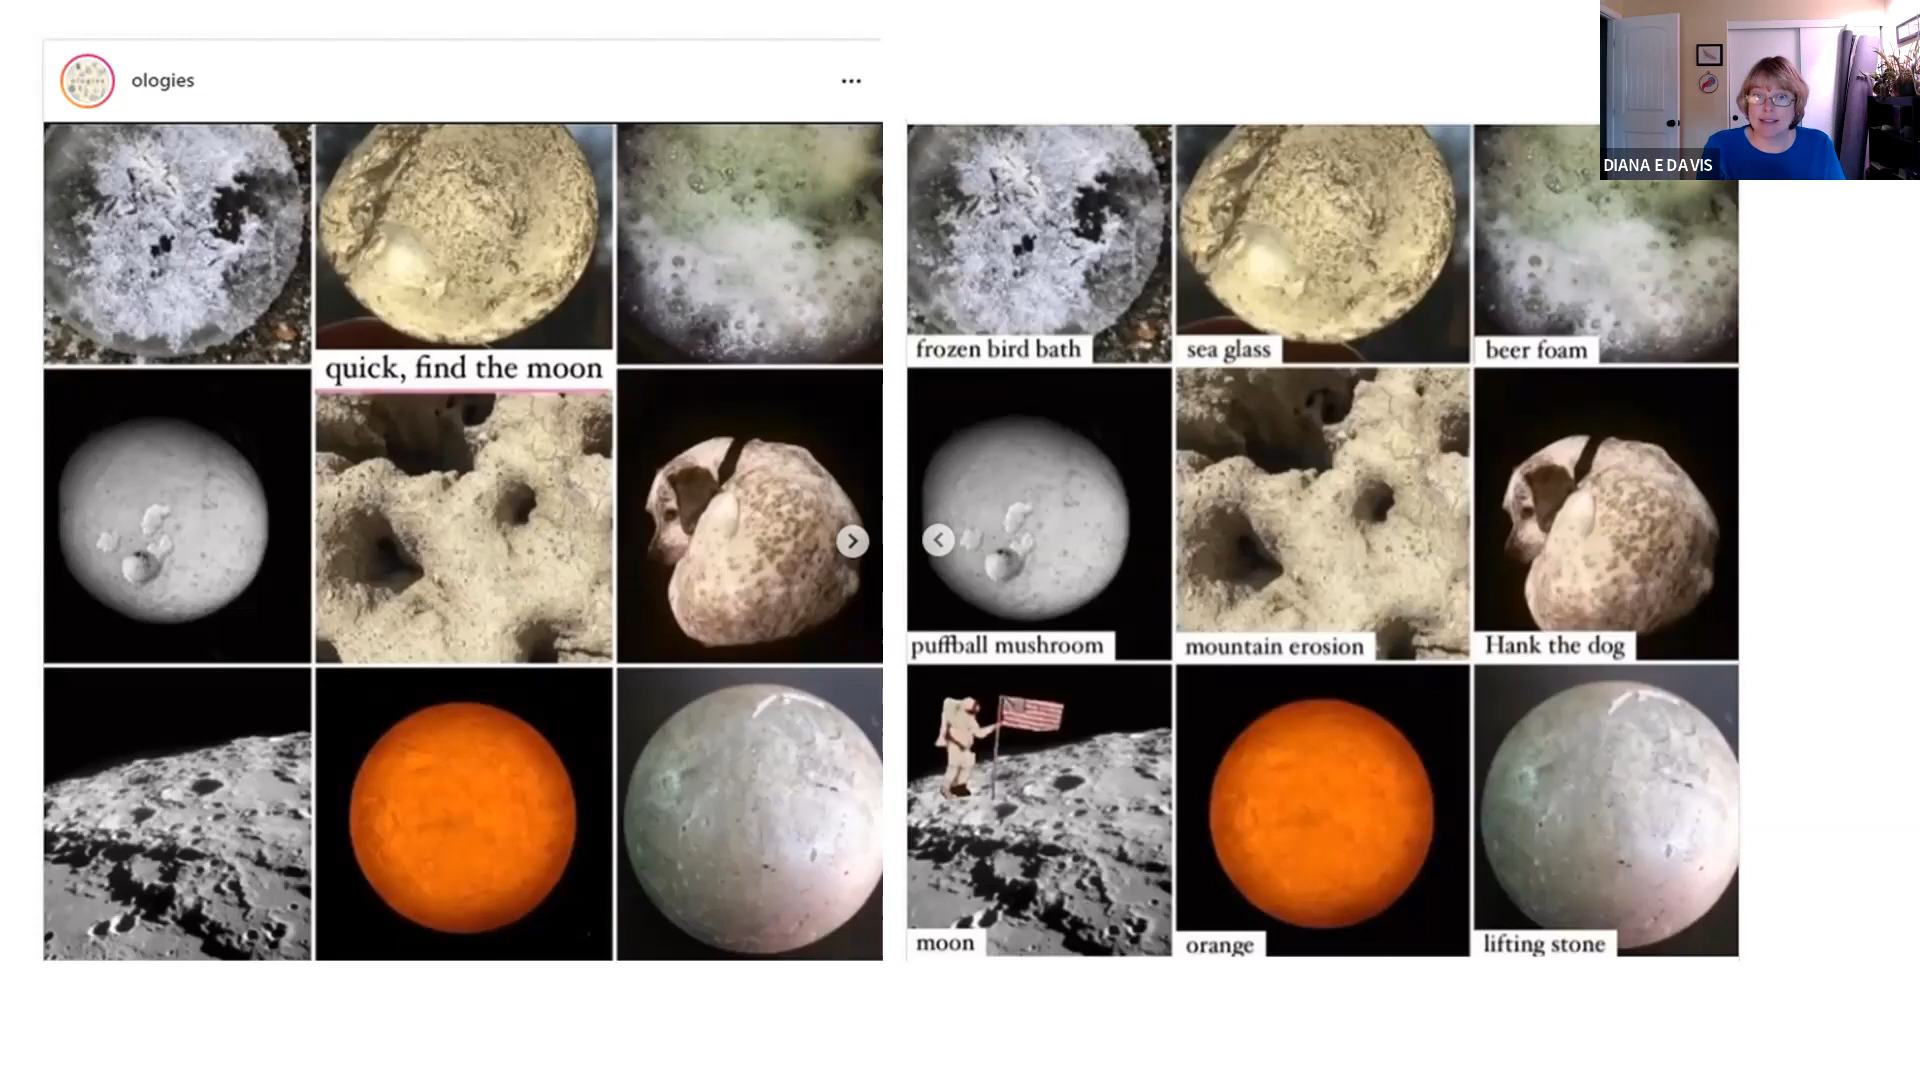 ologies
DIANA E DAVIS
quick, find the moon
frozen bird bath
sea glass
beer foam
puffball mushroom
mountain erosion
Hank the dog
moon
orange
lifting stone